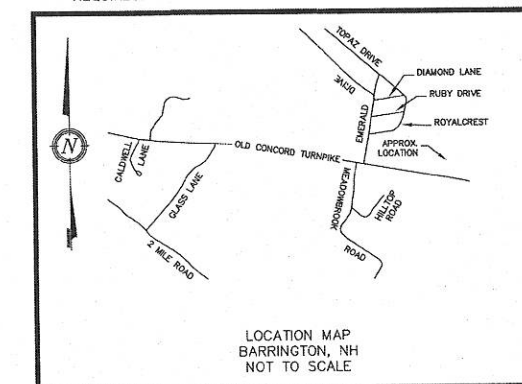 TOPAZ DRIVE
DIAMOND LANE
RUBY DRIVE
DRIVE
EMERALD
ROYALCREST
APPROX.
LOCATION
N
OLD CONCORD TURNPIKE
CALDWELL
LANE
GLASS LANE
MEADOWBROOK
HILLTOP
ROAD
2 MILE ROAD
ROAD
LOCATION MAP
BARRINGTON, NH
NOT TO SCALE